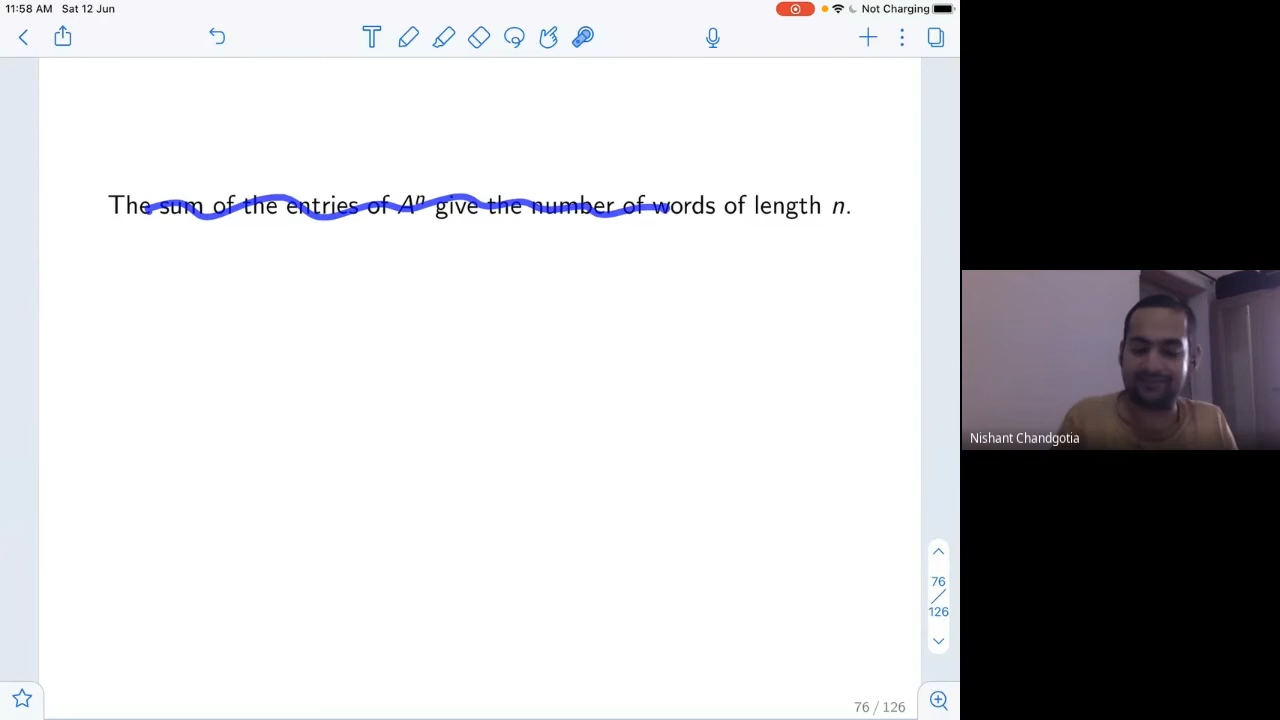 11:58 AM Sat 12 Jun
Not Charging
T
The sum of the entries of Aⁿ give the number of words of length n.
Nishant Chandgotia
76
126
76 / 126